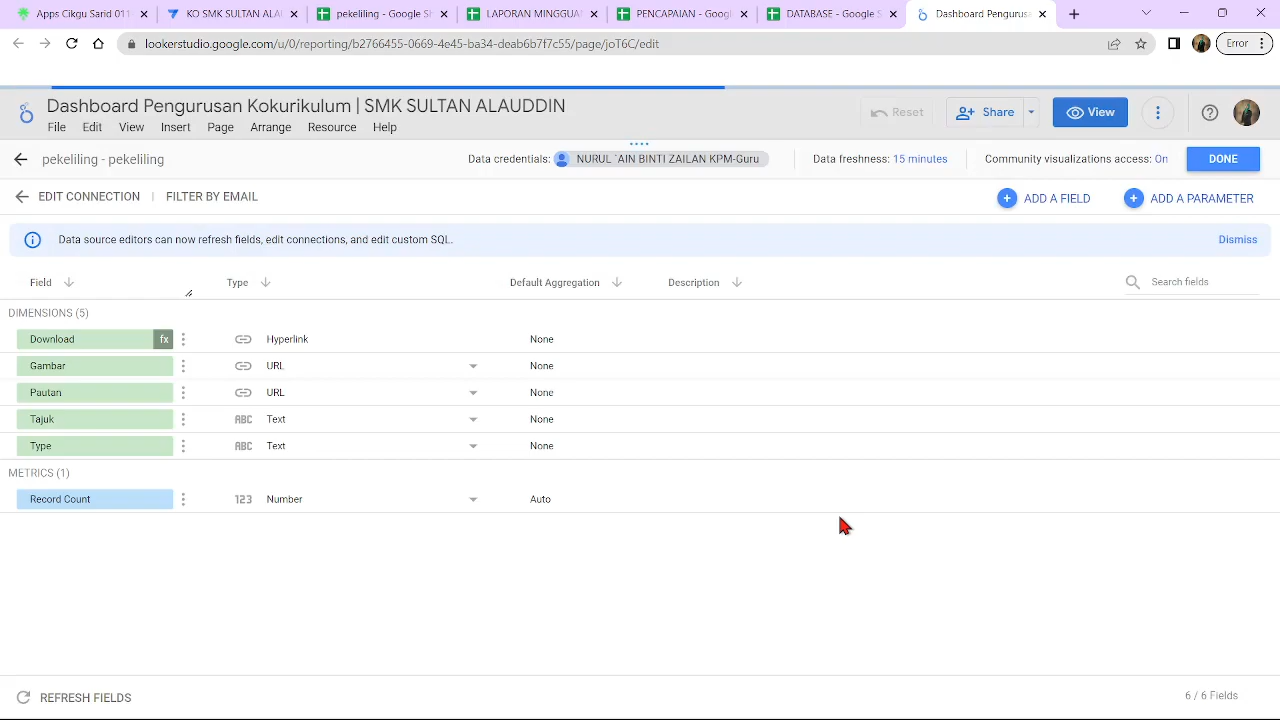 Apps Guru Sarid 011
KO SMK SULTAN ALA
pekeliling - Google S
LAPORAN MINGGUA
PENCAPAIAN - Googl
DATABASE - Google S
Dashboard Pengurus
lookerstudio.google.com/u/0/reporting/b2766455-0669-4e45-ba34-deab6b7f7c55/page/joT6C/edit
Error
Dashboard Pengurusan Kokurikulum | SMK SULTAN ALAUDDIN
File Edit View Insert Page Arrange Resource Help
Reset
Share
View
pekeliling - pekeliling
Data credentials: NURUL `AIN BINTI ZAILAN KPM-Guru
Data freshness: 15 minutes
Community visualizations access: On
DONE
EDIT CONNECTION | FILTER BY EMAIL
ADD A FIELD
ADD A PARAMETER
Data source editors can now refresh fields, edit connections, and edit custom SQL.
Dismiss
Field Type Default Aggregation Description Search fields
DIMENSIONS (5)
Download fx Hyperlink None
Gambar URL None
Pautan URL None
Tajuk ABC Text None
Type ABC Text None
METRICS (1)
Record Count 123 Number Auto
REFRESH FIELDS
6 / 6 Fields